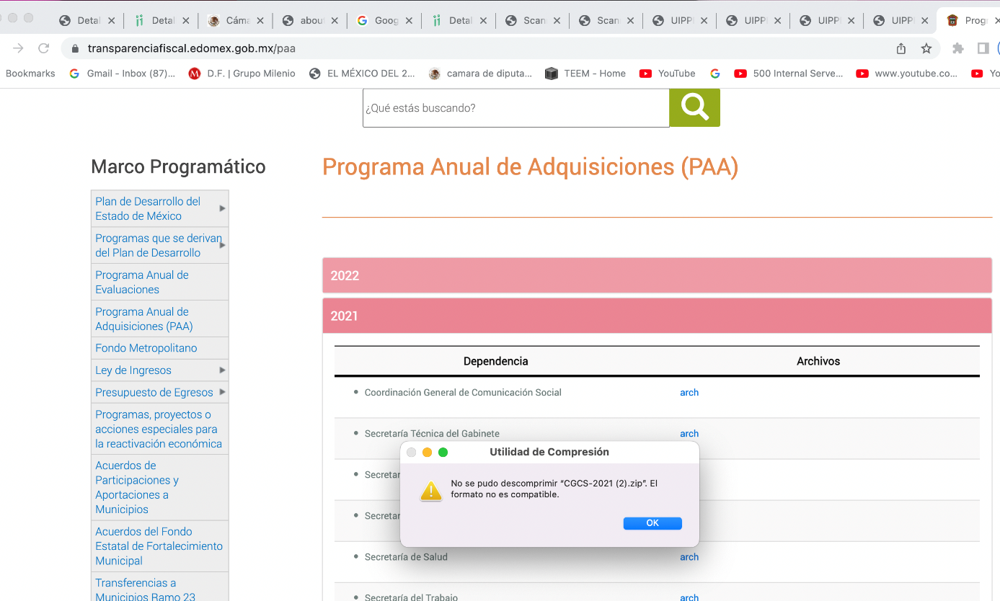 Detal
Detal
Cáma
about
Goog
Detal
Scan
Scan
UIPP
UIPP
UIPP
UIPP
Progr
transparenciafiscal.edomex.gob.mx/paa
Bookmarks
Gmail - Inbox (87)...
D.F. | Grupo Milenio
EL MÉXICO DEL 2...
camara de diputa...
TEEM - Home
YouTube
500 Internal Serve...
www.youtube.co...
Yo
¿Qué estás buscando?
Marco Programático
Plan de Desarrollo del
Estado de México
Programas que se derivan
del Plan de Desarrollo
Programa Anual de
Evaluaciones
Programa Anual de
Adquisiciones (PAA)
Fondo Metropolitano
Ley de Ingresos
Presupuesto de Egresos
Programas, proyectos o
acciones especiales para
la reactivación económica
Acuerdos de
Participaciones y
Aportaciones a
Municipios
Acuerdos del Fondo
Estatal de Fortalecimiento
Municipal
Transferencias a
Municipios Ramo 23
Programa Anual de Adquisiciones (PAA)
2022
2021
Dependencia Archivos
Coordinación General de Comunicación Social arch
Secretaría Técnica del Gabinete arch
Secretar
Secretar
Secretaría de Salud arch
Secretaría del Trabajo arch
Utilidad de Compresión
No se pudo descomprimir “CGCS-2021 (2).zip”. El
formato no es compatible.
OK